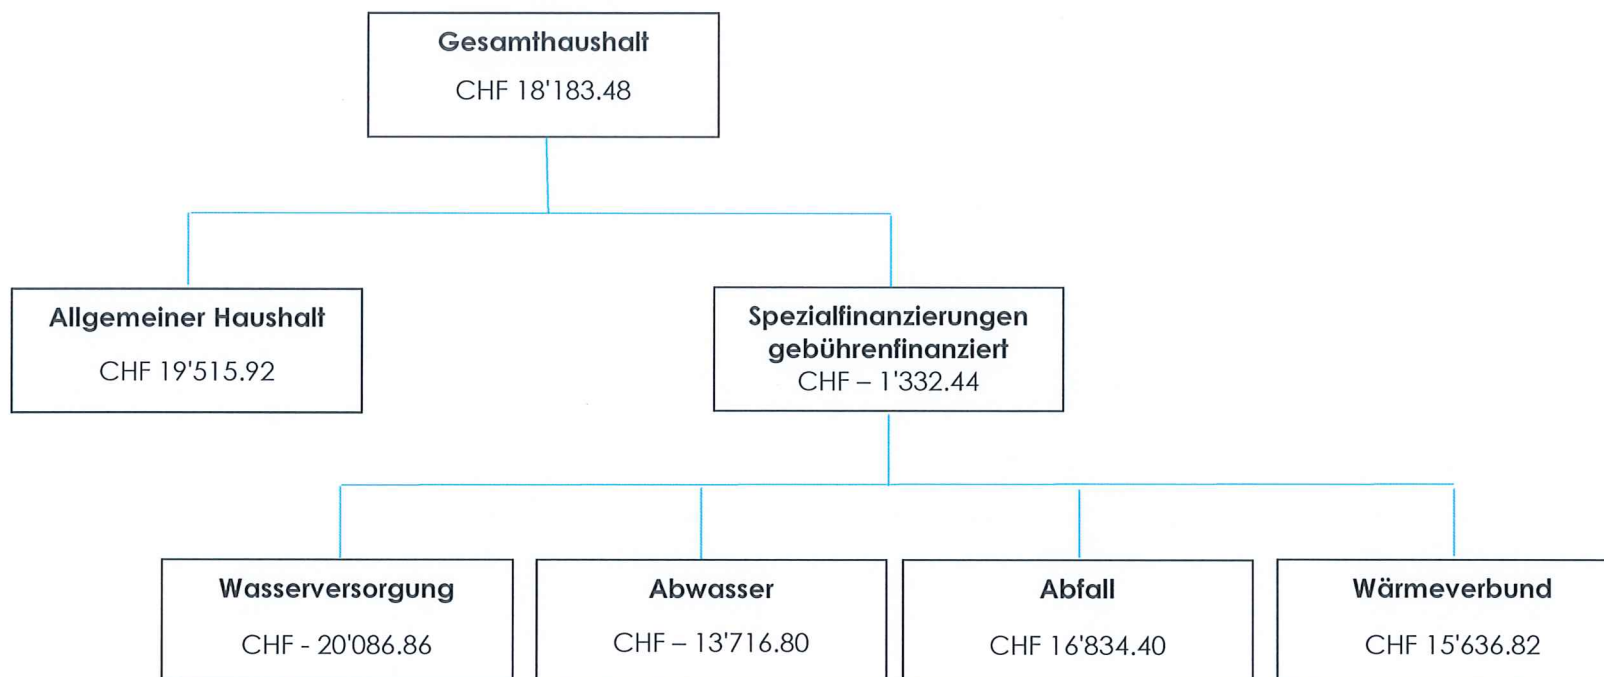 Gesamthaushalt
CHF 18'183.48
Allgemeiner Haushalt
CHF 19'515.92
Spezialfinanzierungen
gebührenfinanziert
CHF – 1'332.44
Wasserversorgung
CHF - 20'086.86
Abwasser
CHF – 13'716.80
Abfall
CHF 16'834.40
Wärmeverbund
CHF 15'636.82